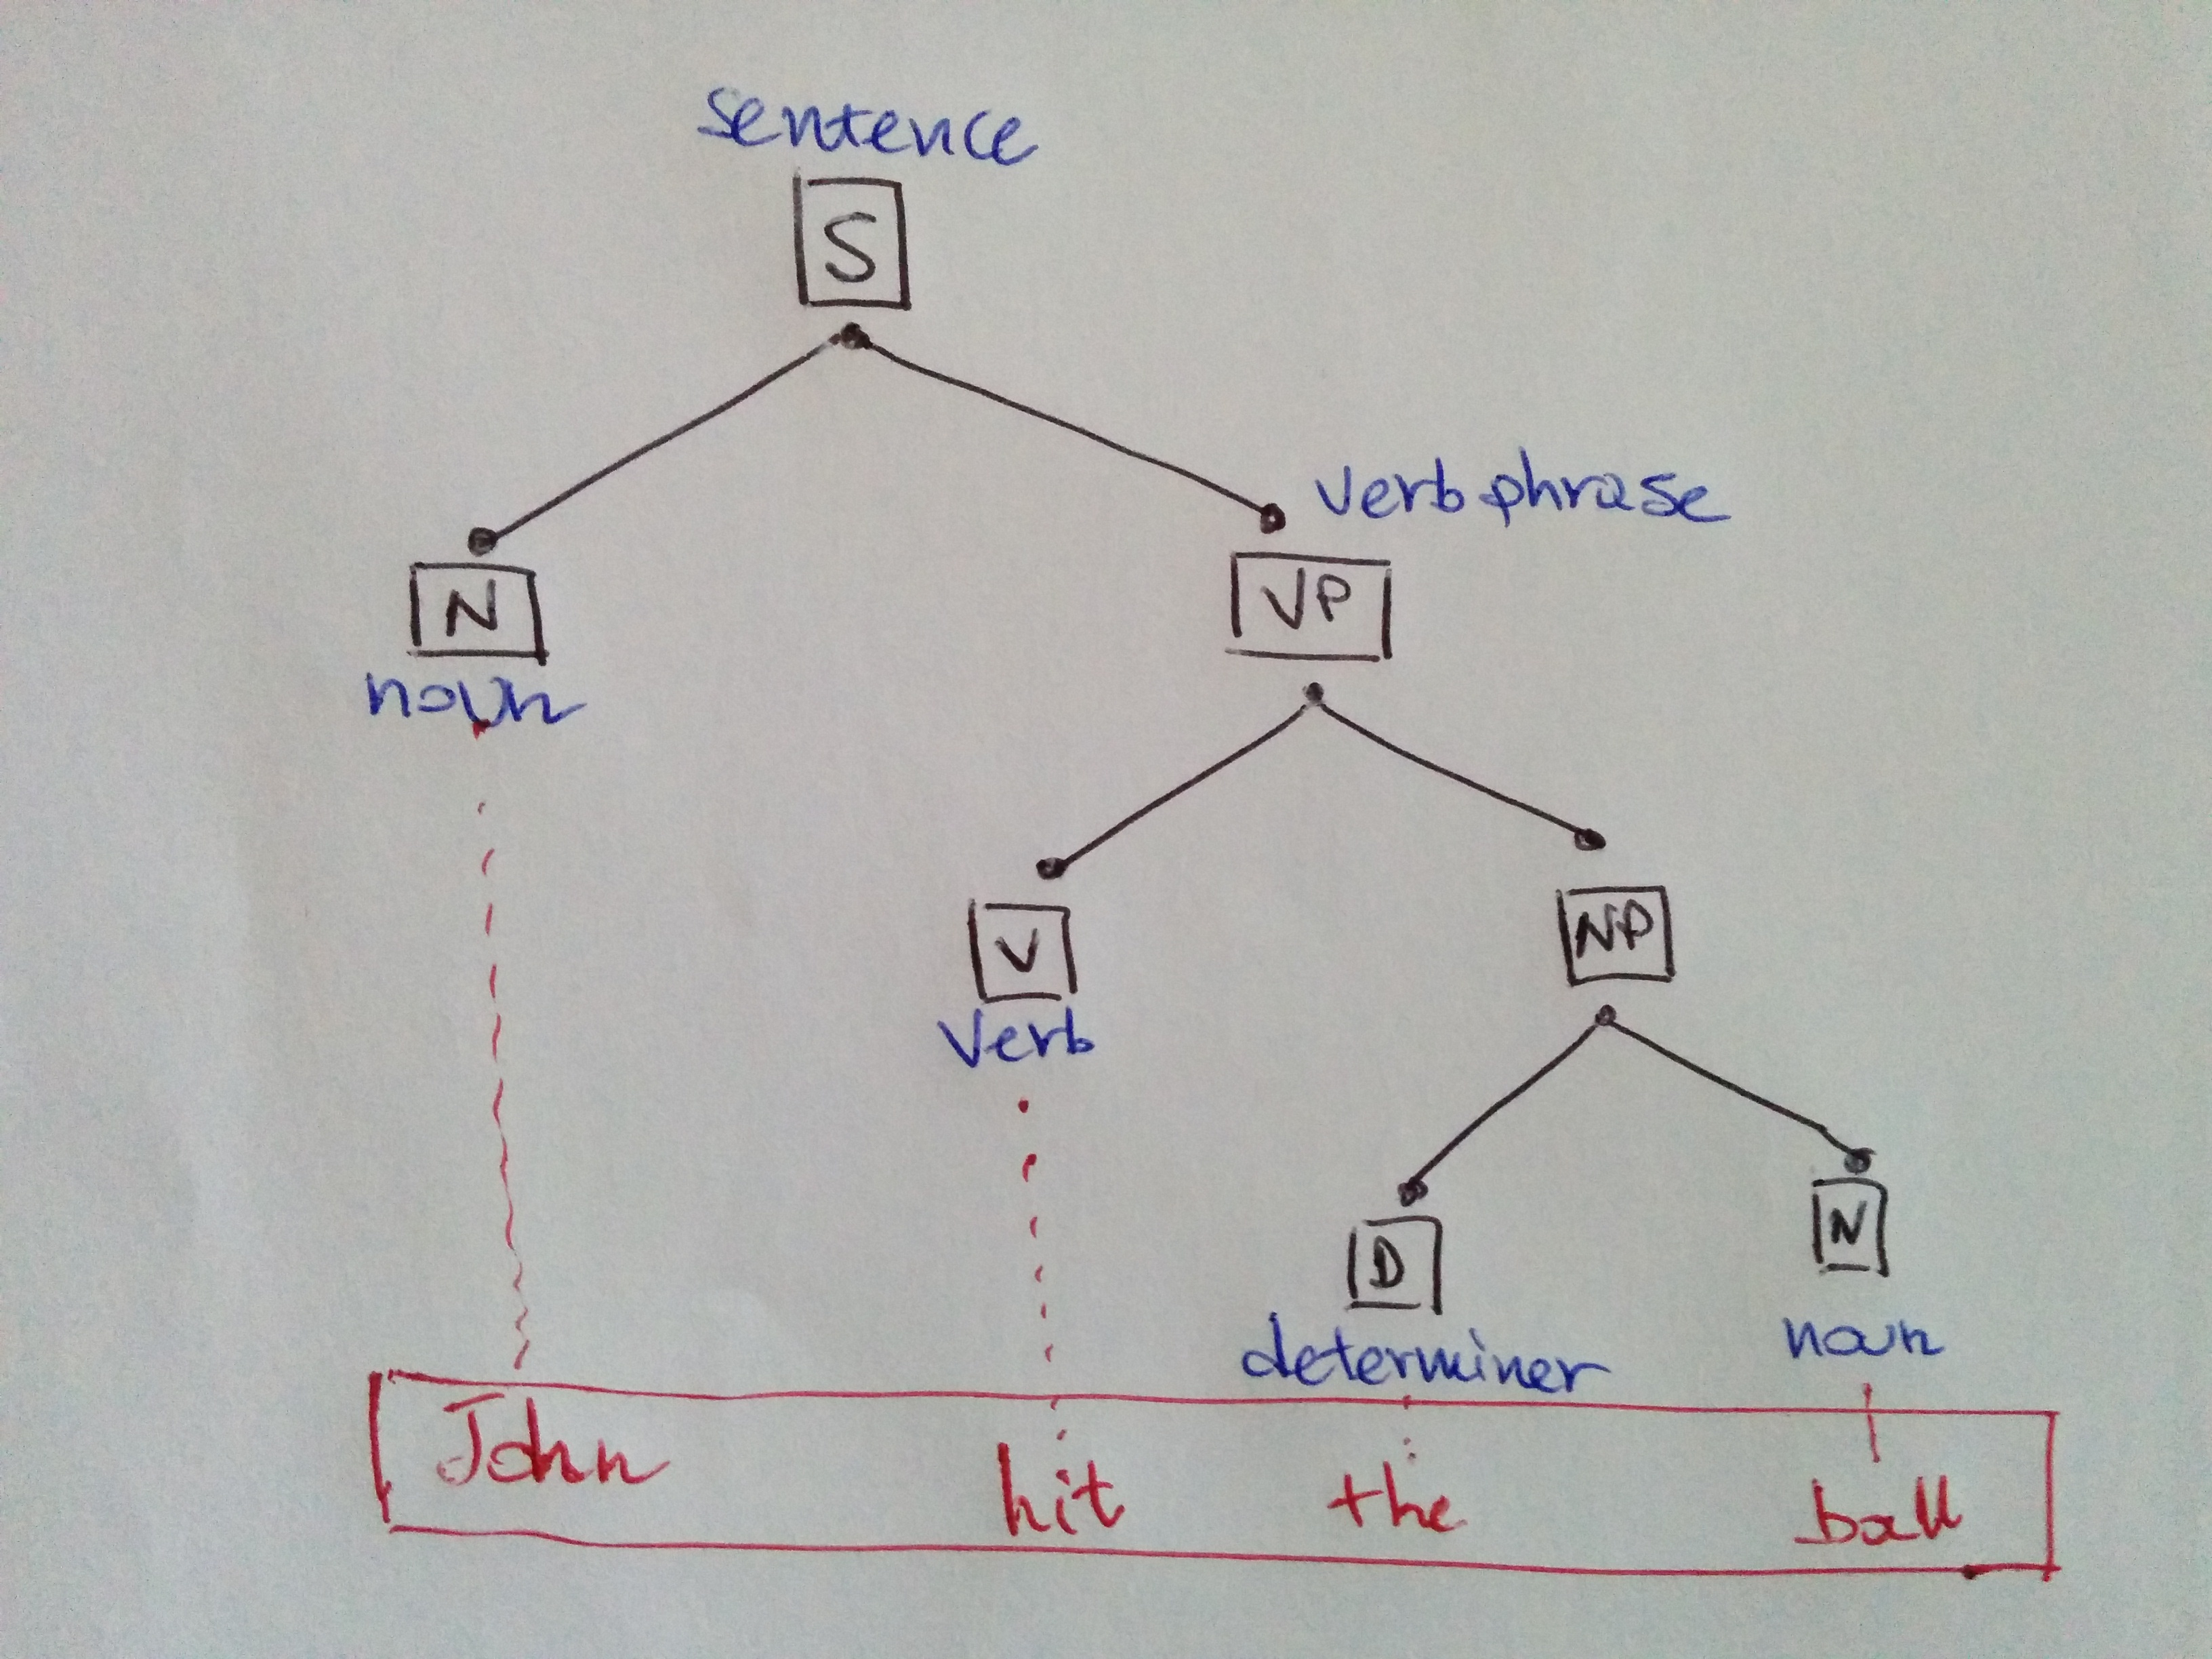 sentence
S
verb phrase
N
VP
noun
V
NP
Verb
D
N
determiner
noun
John hit the ball